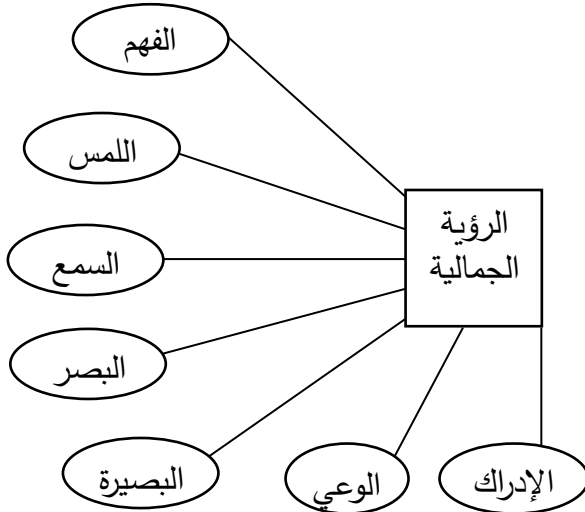 الفهم
اللمس
الرؤية
الجمالية
السمع
البصر
البصيرة
الوعي
الإدراك